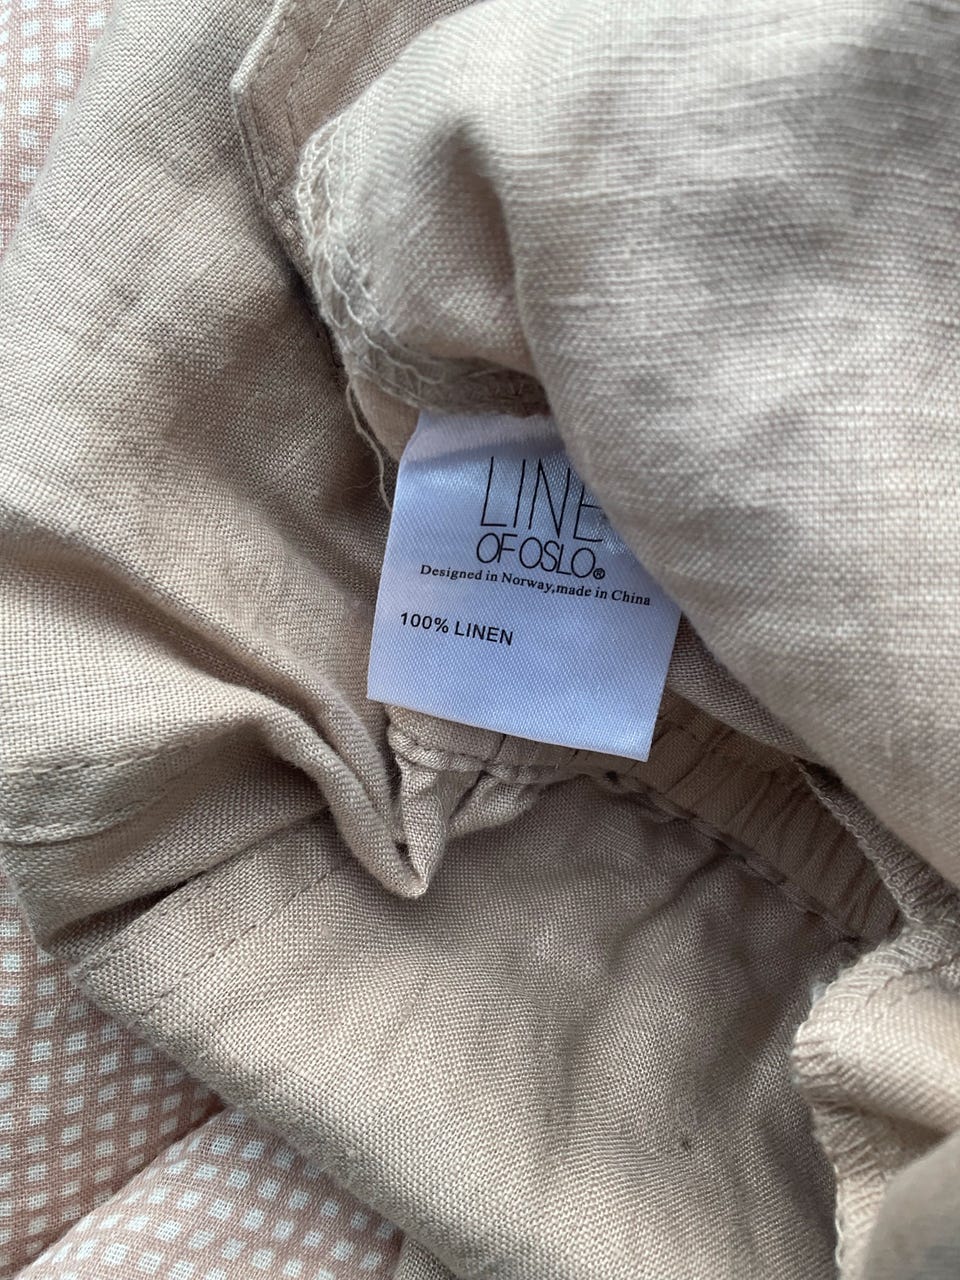 LINE
OF OSLO®
Designed in Norway,made in China
100% LINEN